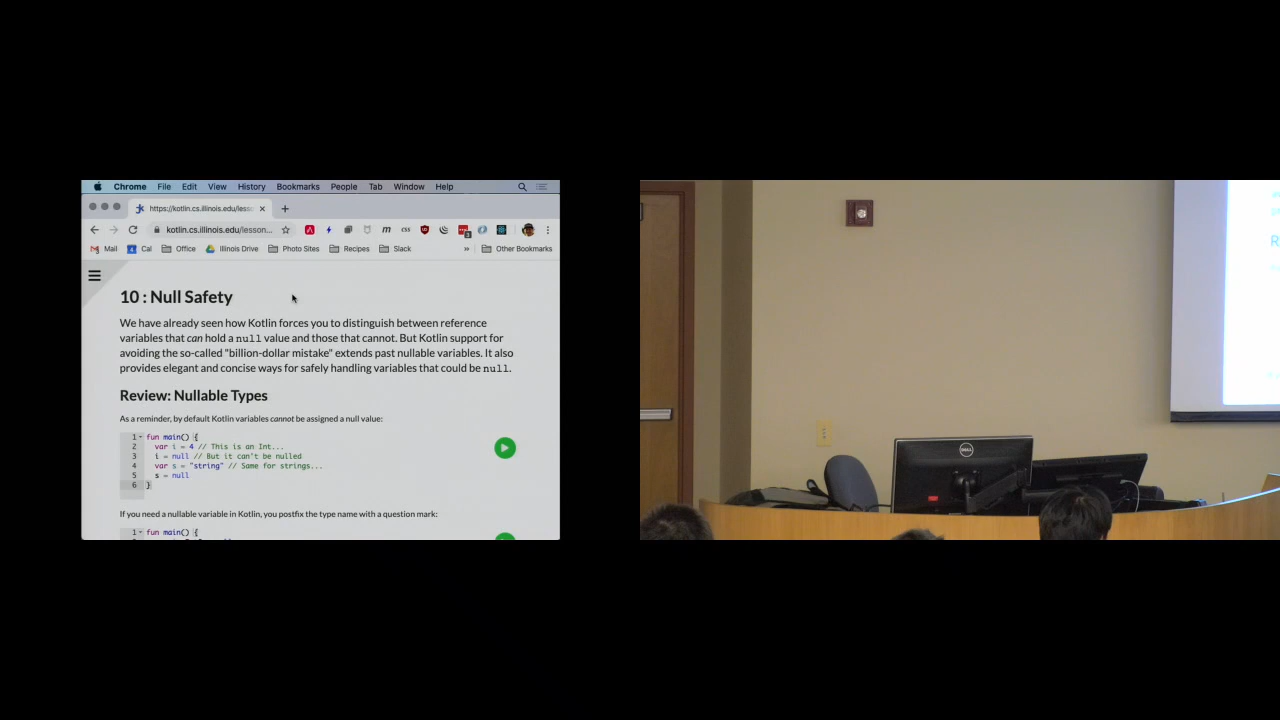 Chrome File Edit View History Bookmarks People Tab Window Help
https://kotlin.cs.illinois.edu/less
kotlin.cs.illinois.edu/lesson...
Mail Cal Office Illinois Drive Photo Sites Recipes Slack » Other Bookmarks
10 : Null Safety
We have already seen how Kotlin forces you to distinguish between reference
variables that can hold a null value and those that cannot. But Kotlin support for
avoiding the so-called "billion-dollar mistake" extends past nullable variables. It also
provides elegant and concise ways for safely handling variables that could be null.
Review: Nullable Types
As a reminder, by default Kotlin variables cannot be assigned a null value:
1 fun main() {
2 var i = 4 // This is an Int...
3 i = null // But it can't be nulled
4 var s = "string" // Same for strings...
5 s = null
6 }
If you need a nullable variable in Kotlin, you postfix the type name with a question mark:
1 fun main() {
DELL
R